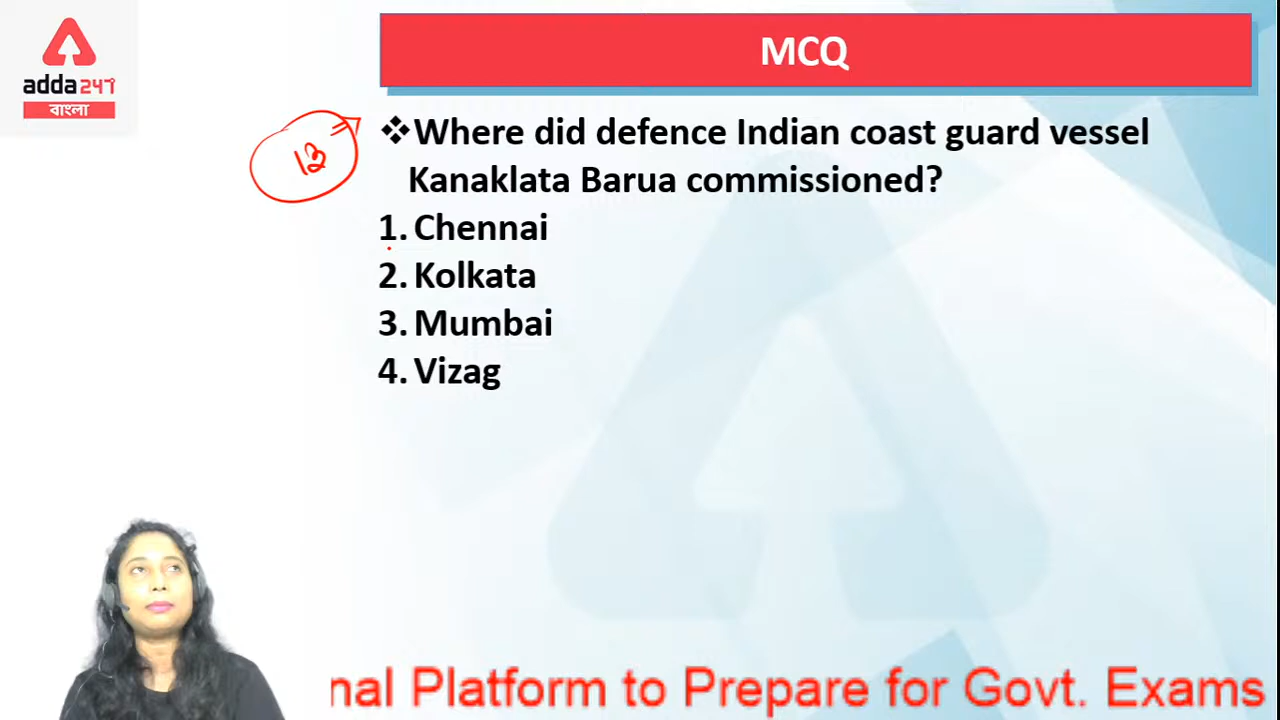 adda247
বাংলা
MCQ
13
❖Where did defence Indian coast guard vessel
Kanaklata Barua commissioned?
1. Chennai
2. Kolkata
3. Mumbai
4. Vizag
nal Platform to Prepare for Govt. Exams